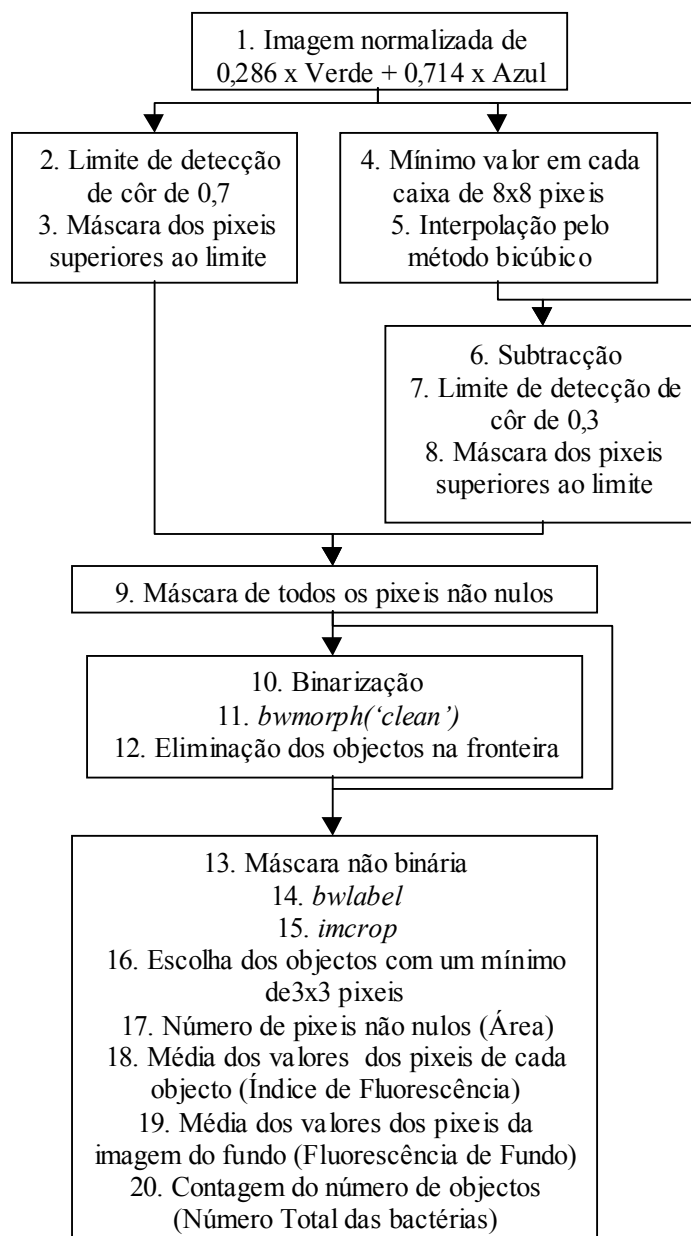 1. Imagem normalizada de
0,286 x Verde + 0,714 x Azul
2. Limite de detecção
de côr de 0,7
3. Máscara dos pixeis
superiores ao limite
4. Mínimo valor em cada
caixa de 8x8 pixeis
5. Interpolação pelo
método bicúbico
6. Subtracção
7. Limite de detecção de
côr de 0,3
8. Máscara dos pixeis
superiores ao limite
9. Máscara de todos os pixeis não nulos
10. Binarização
11. bwmorph(‘clean’)
12. Eliminação dos objectos na fronteira
13. Máscara não binária
14. bwlabel
15. imcrop
16. Escolha dos objectos com um mínimo
de3x3 pixeis
17. Número de pixeis não nulos (Área)
18. Média dos valores dos pixeis de cada
objecto (Índice de Fluorescência)
19. Média dos valores dos pixeis da
imagem do fundo (Fluorescência de Fundo)
20. Contagem do número de objectos
(Número Total das bactérias)